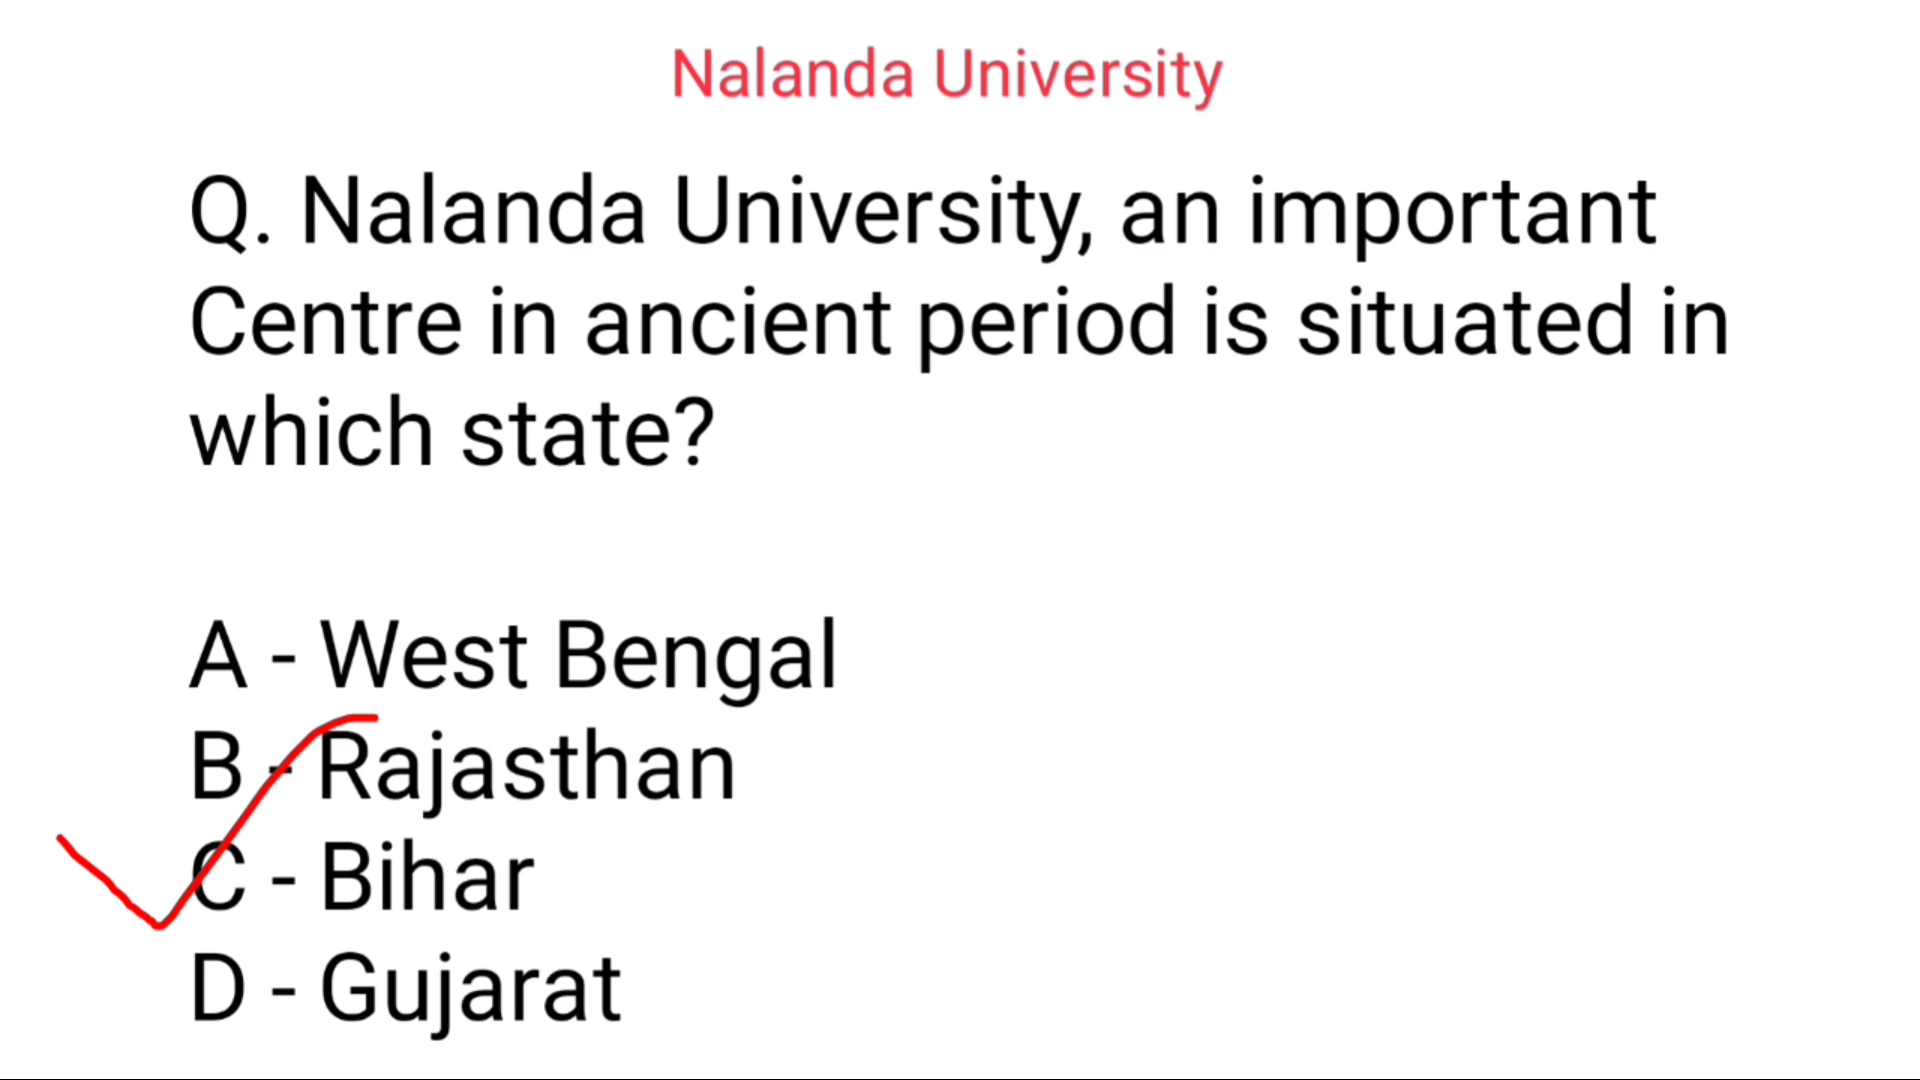 Nalanda University
Q. Nalanda University, an important
Centre in ancient period is situated in
which state?
A - West Bengal
B - Rajasthan
C - Bihar
D - Gujarat